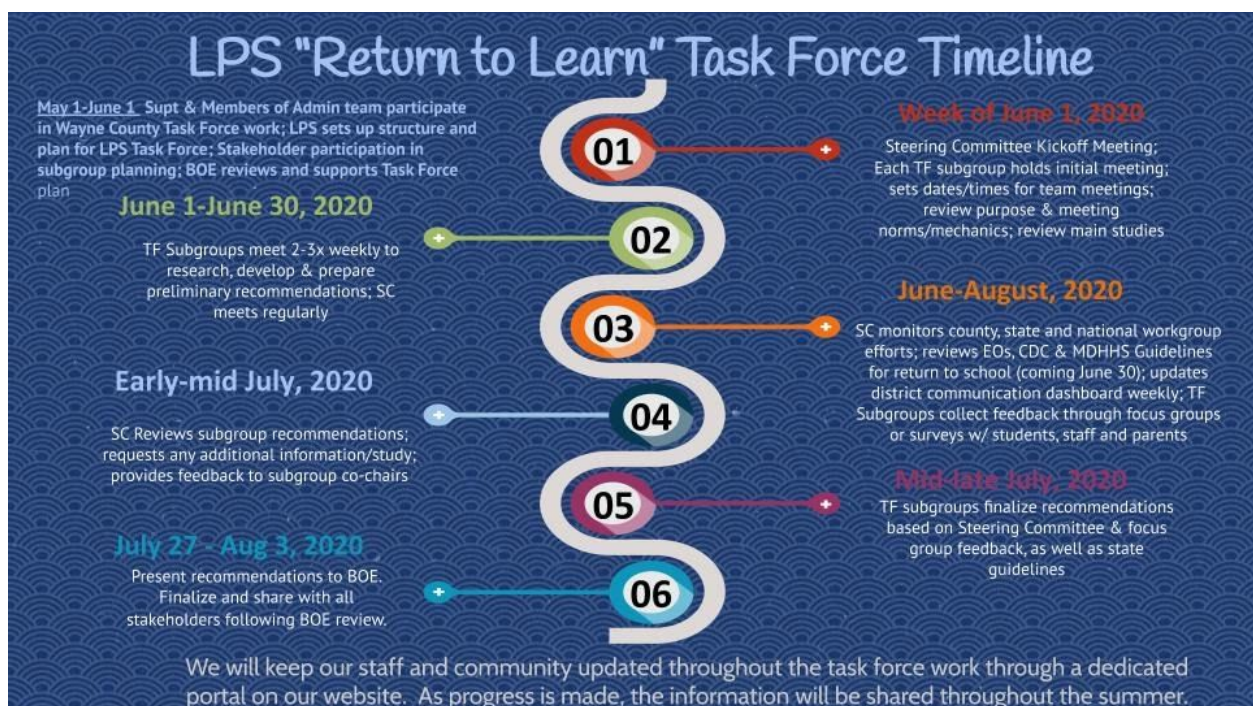 LPS "Return to Learn" Task Force Timeline
May 1-June 1 Supt & Members of Admin team participate
in Wayne County Task Force work; LPS sets up structure and
plan for LPS Task Force; Stakeholder participation in
subgroup planning; BOE reviews and supports Task Force
plan
01
Week of June 1, 2020
Steering Committee Kickoff Meeting;
Each TF subgroup holds initial meeting;
sets dates/times for team meetings;
review purpose & meeting
norms/mechanics; review main studies
02
June 1-June 30, 2020
TF Subgroups meet 2-3x weekly to
research, develop & prepare
preliminary recommendations; SC
meets regularly
03
June-August, 2020
SC monitors county, state and national workgroup
efforts; reviews EOs, CDC & MDHHS Guidelines
for return to school (coming June 30); updates
district communication dashboard weekly; TF
Subgroups collect feedback through focus groups
or surveys w/ students, staff and parents
04
Early-mid July, 2020
SC Reviews subgroup recommendations;
requests any additional information/study;
provides feedback to subgroup co-chairs
05
Mid-late July, 2020
TF subgroups finalize recommendations
based on Steering Committee & focus
group feedback, as well as state
guidelines
06
July 27 - Aug 3, 2020
Present recommendations to BOE.
Finalize and share with all
stakeholders following BOE review.
We will keep our staff and community updated throughout the task force work through a dedicated
portal on our website. As progress is made, the information will be shared throughout the summer.